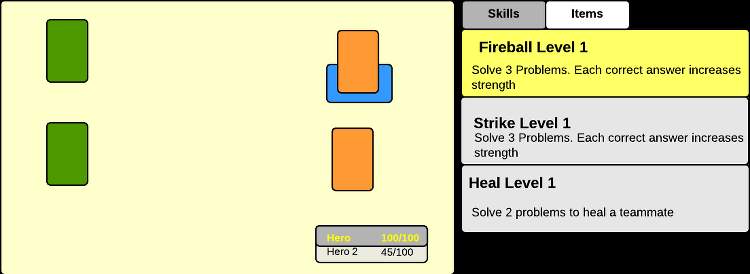 Skills
Items
Fireball Level 1
Solve 3 Problems. Each correct answer increases
strength
Strike Level 1
Solve 3 Problems. Each correct answer increases
strength
Heal Level 1
Solve 2 problems to heal a teammate
Hero 100/100
Hero 2 45/100